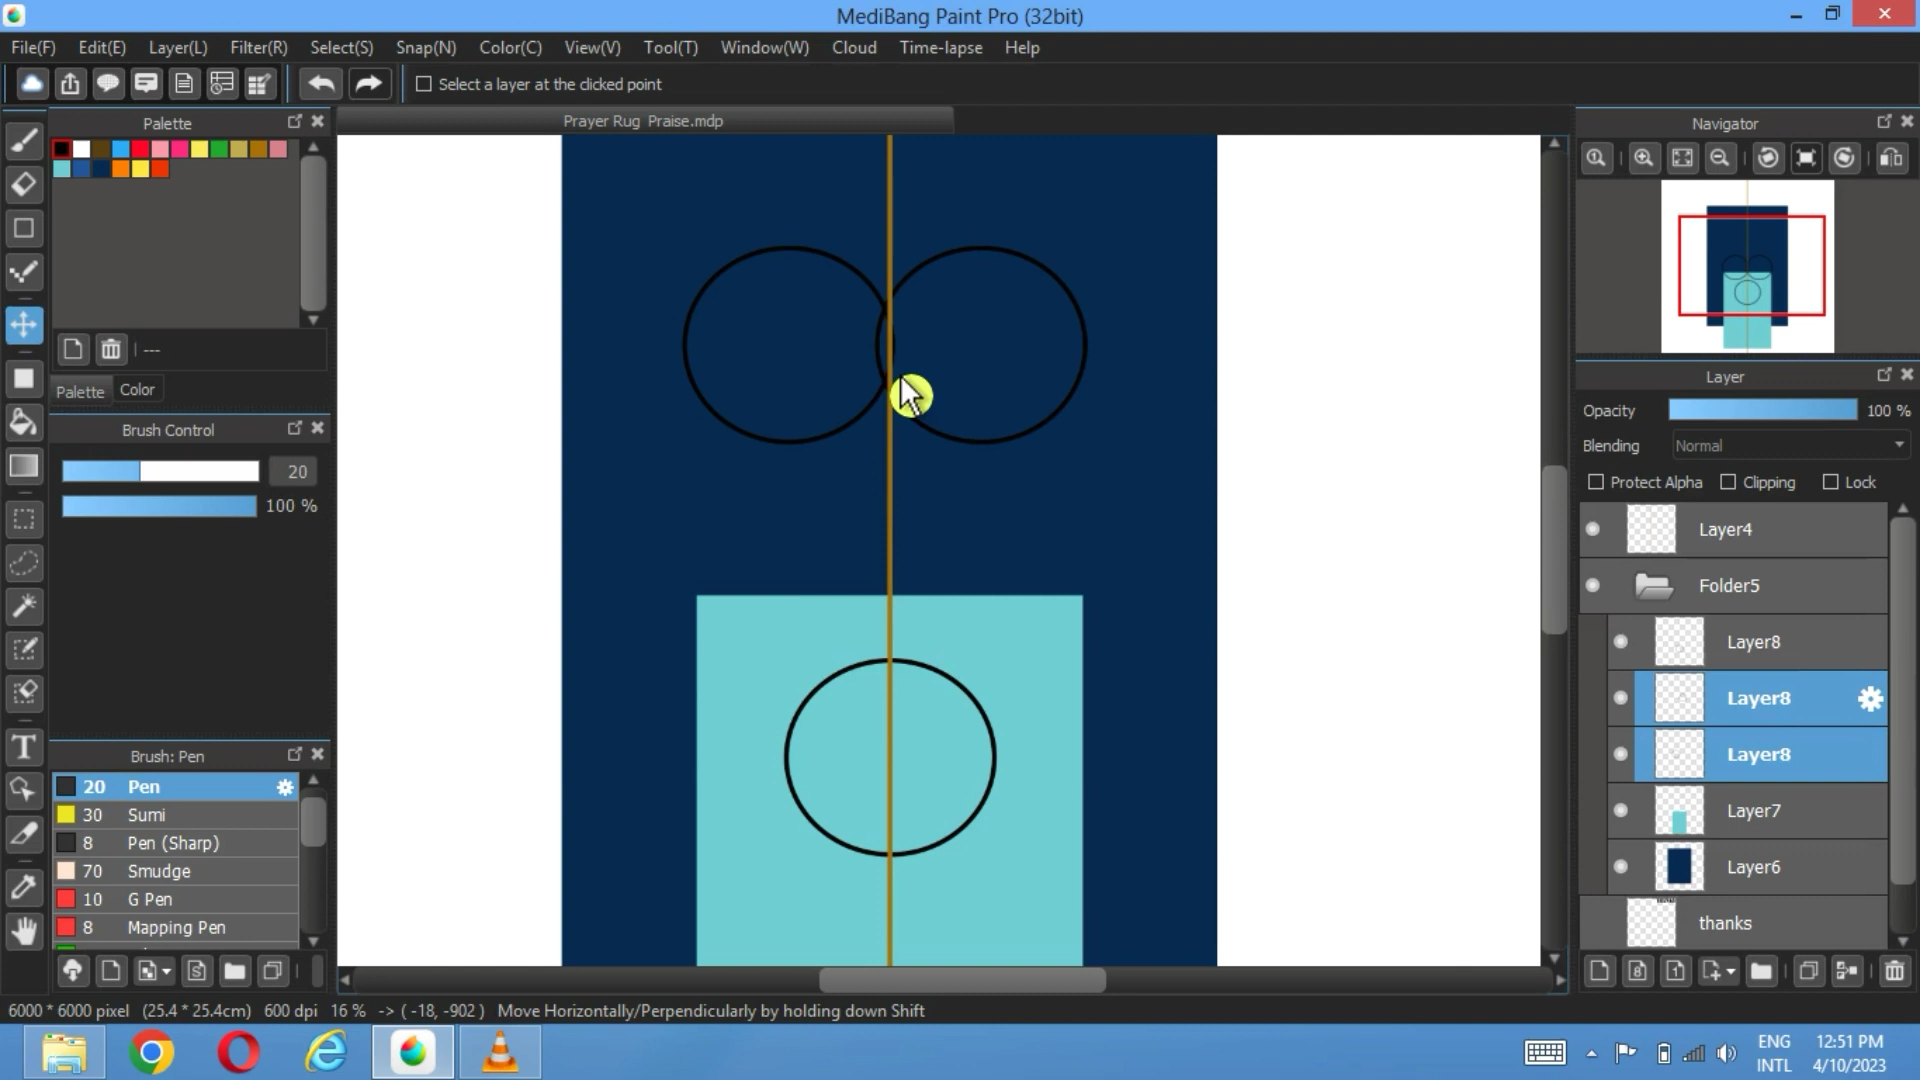 MediBang Paint Pro (32bit)
File(F) Edit(E) Layer(L) Filter(R) Select(S) Snap(N) Color(C) View(V) Tool(T) Window(W) Cloud Time-lapse Help
Select a layer at the clicked point
Palette
Prayer Rug Praise.mdp
Navigator
---
Palette Color
Layer
Opacity 100 %
Brush Control
Blending Normal
20
Protect Alpha Clipping Lock
100 %
Layer4
Folder5
Layer8
Layer8
Layer8
Brush: Pen
20 Pen
30 Sumi
8 Pen (Sharp)
70 Smudge
10 G Pen
8 Mapping Pen
Layer7
Layer6
thanks
6000 * 6000 pixel (25.4 * 25.4cm) 600 dpi 16 % -> ( -18, -902 ) Move Horizontally/Perpendicularly by holding down Shift
ENG 12:51 PM
INTL 4/10/2023